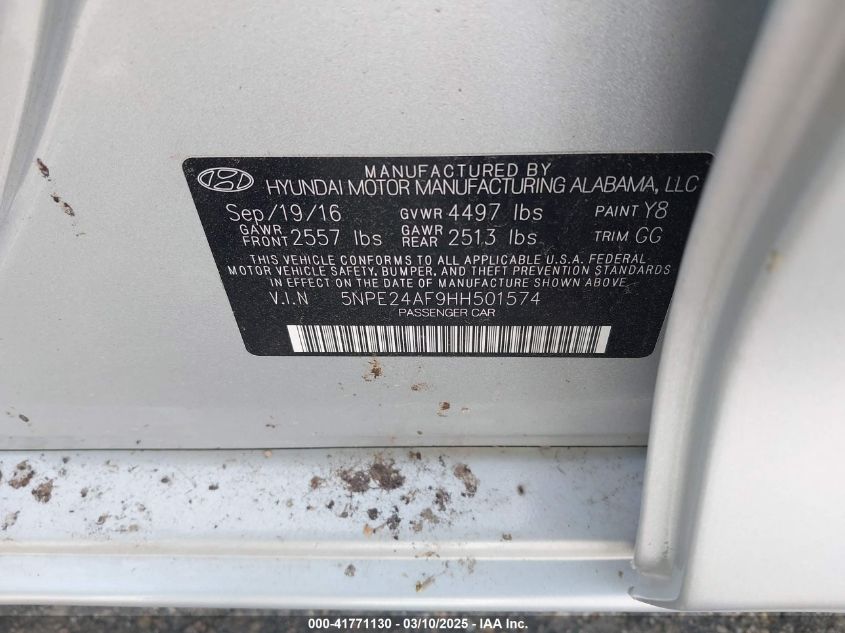 MANUFACTURED BY
HYUNDAI MOTOR MANUFACTURING ALABAMA, LLC
Sep/19/16 GVWR 4497 lbs PAINT Y8
GAWR FRONT 2557 lbs GAWR REAR 2513 lbs TRIM GG
THIS VEHICLE CONFORMS TO ALL APPLICABLE U.S.A. FEDERAL
MOTOR VEHICLE SAFETY, BUMPER, AND THEFT PREVENTION STANDARDS
IN EFFECT ON THE DATE OF MANUFACTURE SHOWN ABOVE.
V.I.N 5NPE24AF9HH501574
PASSENGER CAR
000-41771130 - 03/10/2025 - IAA Inc.